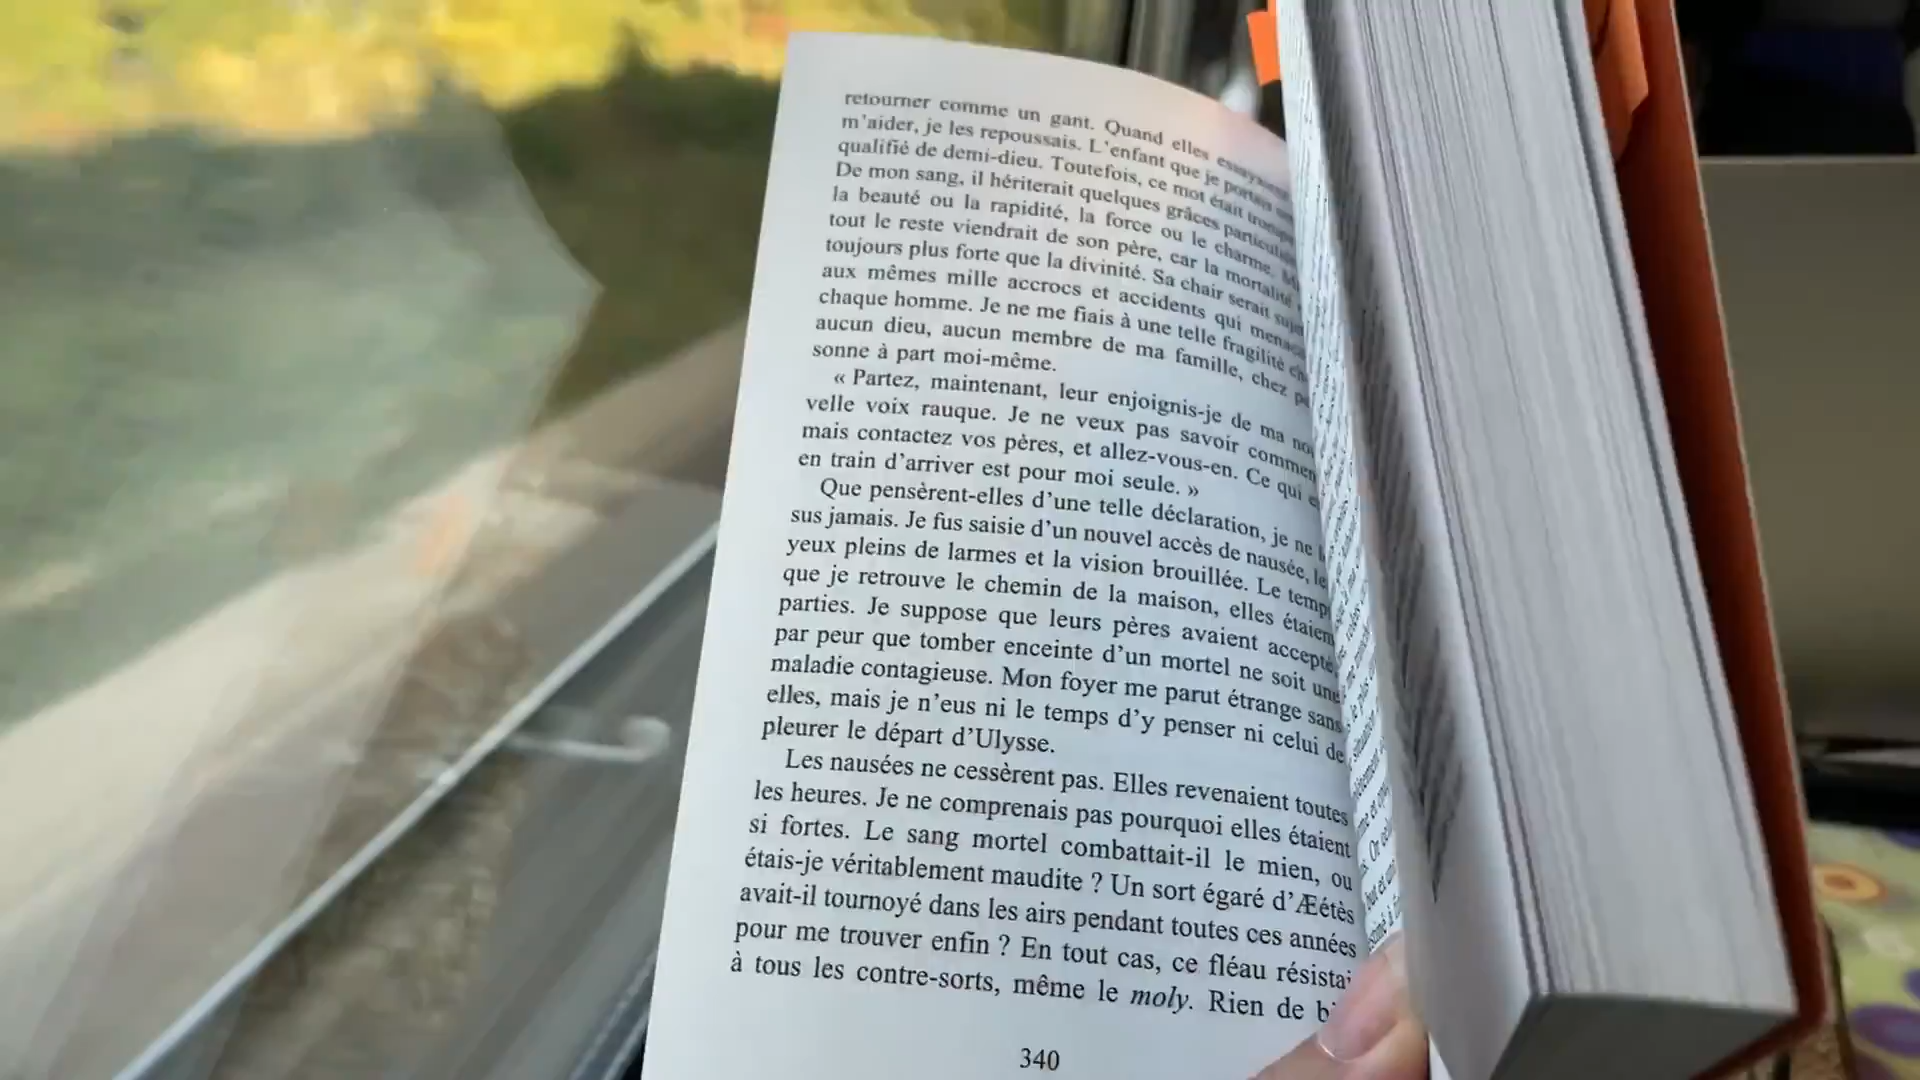 retourner comme un gant. Quand elles essayaient
m'aider, je les repoussais. L'enfant que je portais
qualifié de demi-dieu. Toutefois, ce mot était
De mon sang, il hériterait quelques grâces
la beauté ou la rapidité, la force ou le charme.
tout le reste viendrait de son père, car la mortalité
toujours plus forte que la divinité. Sa chair serait
aux mêmes mille accrocs et accidents qui
chaque homme. Je ne me fiais à une telle fragilité
aucun dieu, aucun membre de ma famille, chez
sonne à part moi-même.
« Partez, maintenant, leur enjoignis-je de ma nou
velle voix rauque. Je ne veux pas savoir commen
mais contactez vos pères, et allez-vous-en. Ce qui
en train d'arriver est pour moi seule. »
Que pensèrent-elles d'une telle déclaration, je ne
sus jamais. Je fus saisie d'un nouvel accès de nausée, le
yeux pleins de larmes et la vision brouillée. Le temp
que je retrouve le chemin de la maison, elles étaien
parties. Je suppose que leurs pères avaient accepté
par peur que tomber enceinte d'un mortel ne soit une
maladie contagieuse. Mon foyer me parut étrange sans
elles, mais je n'eus ni le temps d'y penser ni celui de
pleurer le départ d'Ulysse.
Les nausées ne cessèrent pas. Elles revenaient toutes
les heures. Je ne comprenais pas pourquoi elles étaient
si fortes. Le sang mortel combattait-il le mien, ou
étais-je véritablement maudite ? Un sort égaré d'Æétès
avait-il tournoyé dans les airs pendant toutes ces années
pour me trouver enfin ? En tout cas, ce fléau résistai
à tous les contre-sorts, même le moly. Rien de b
340